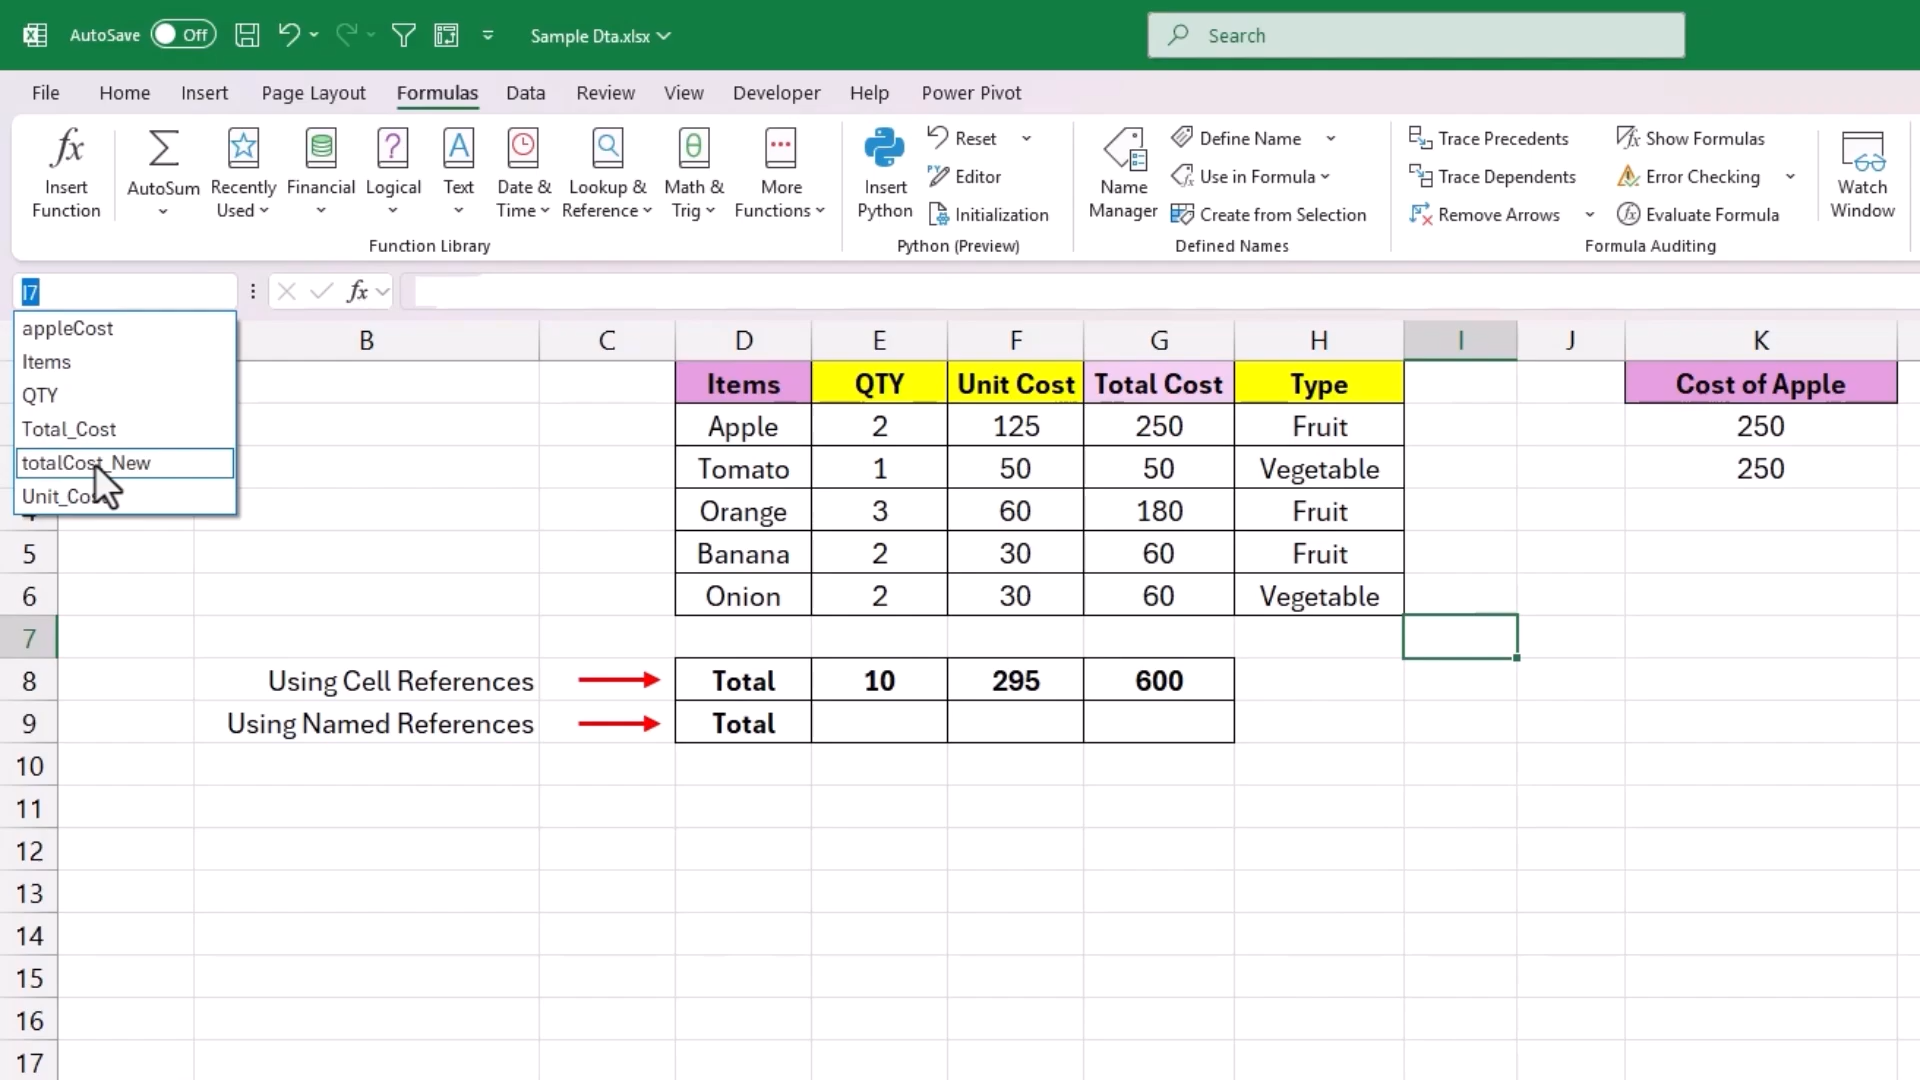 AutoSave Off Sample Dta.xlsx Search
File Home Insert Page Layout Formulas Data Review View Developer Help Power Pivot
Insert Function
AutoSum
Recently Used
Financial
Logical
Text
Date & Time
Lookup & Reference
Math & Trig
More Functions
Function Library
Insert Python
Reset
Editor
Initialization
Python (Preview)
Name Manager
Define Name
Use in Formula
Create from Selection
Defined Names
Trace Precedents
Trace Dependents
Remove Arrows
Show Formulas
Error Checking
Evaluate Formula
Formula Auditing
Watch Window
I7
fx
appleCost
Items
QTY
Total_Cost
totalCost_New
B C D E F G H I J K
Items QTY Unit Cost Total Cost Type Cost of Apple
Apple 2 125 250 Fruit 250
Tomato 1 50 50 Vegetable 250
Orange 3 60 180 Fruit
5 Banana 2 30 60 Fruit
6 Onion 2 30 60 Vegetable
7
8 Using Cell References Total 10 295 600
9 Using Named References Total
10
11
12
13
14
15
16
17